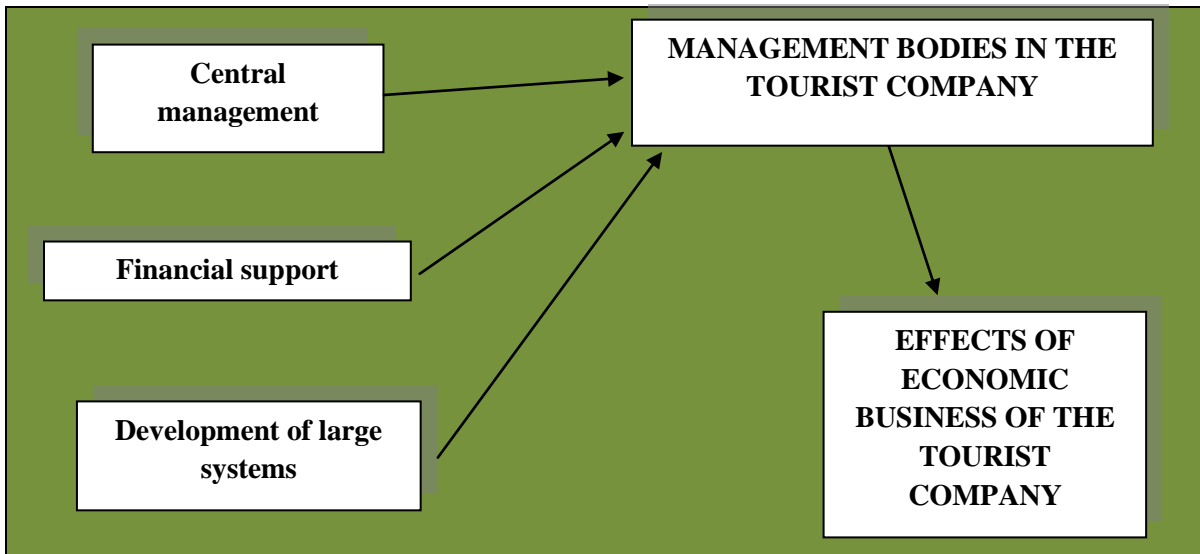 Central
management
MANAGEMENT BODIES IN THE
TOURIST COMPANY
Financial support
Development of large
systems
EFFECTS OF
ECONOMIC
BUSINESS OF THE
TOURIST
COMPANY